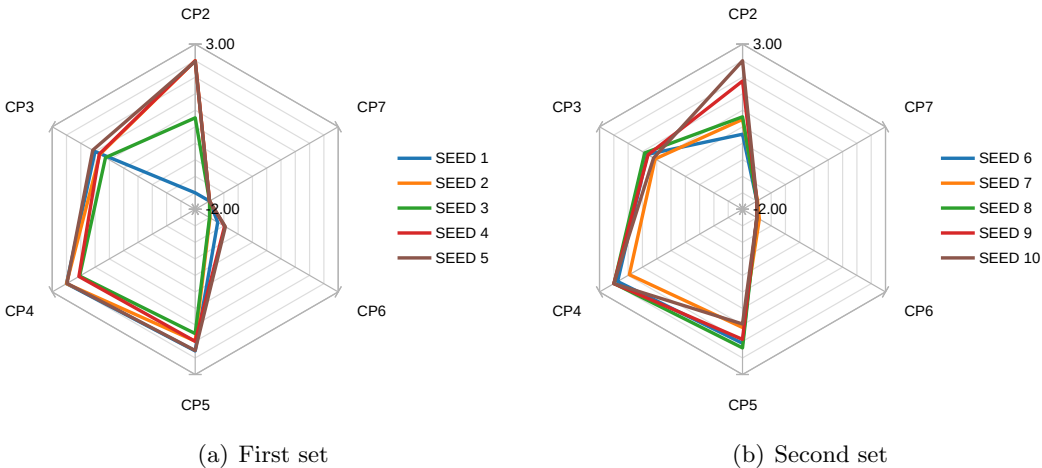 CP2
3.00
CP3
CP7
-2.00
CP4
CP6
CP5
SEED 1
SEED 2
SEED 3
SEED 4
SEED 5
(a) First set
CP2
3.00
CP3
CP7
-2.00
CP4
CP6
CP5
SEED 6
SEED 7
SEED 8
SEED 9
SEED 10
(b) Second set